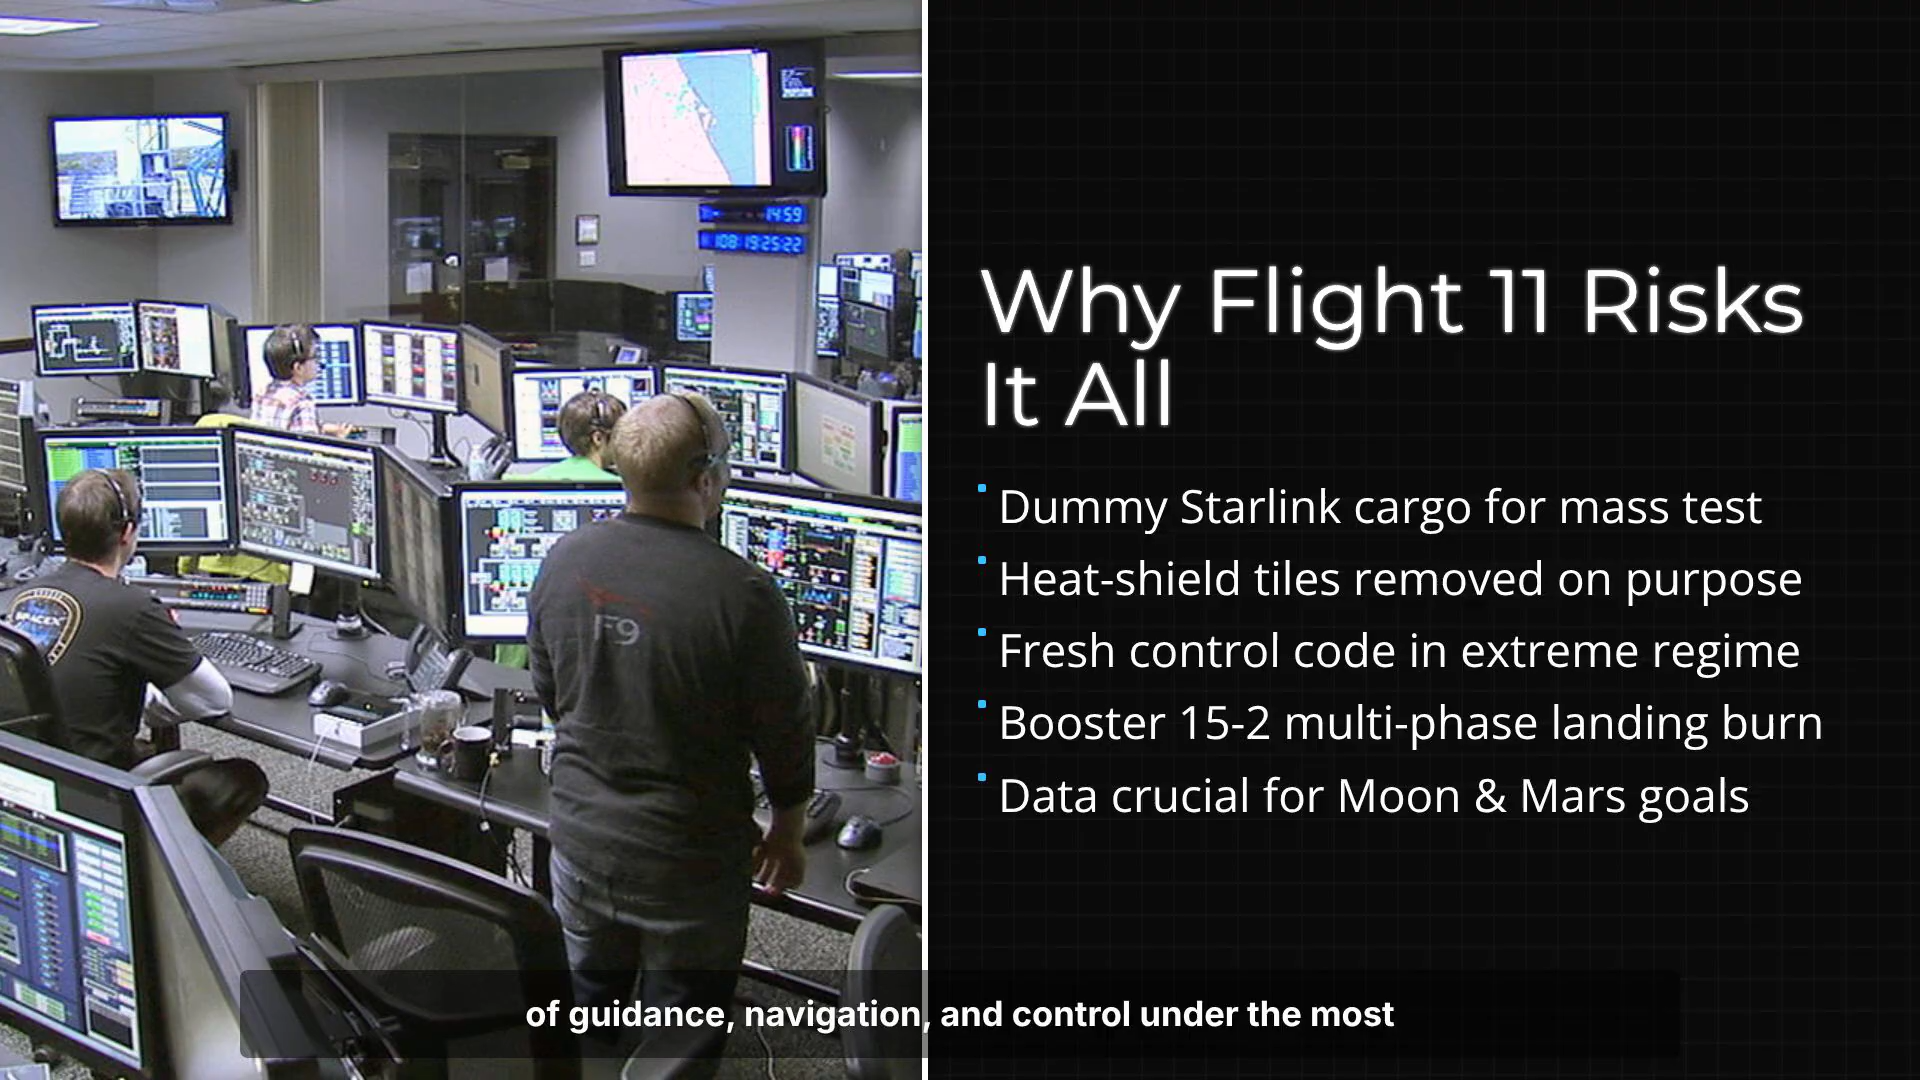 14:59
108:19:25:22
SPACEX
F9
Why Flight 11 Risks
It All
Dummy Starlink cargo for mass test
Heat-shield tiles removed on purpose
Fresh control code in extreme regime
Booster 15-2 multi-phase landing burn
Data crucial for Moon & Mars goals
of guidance, navigation, and control under the most